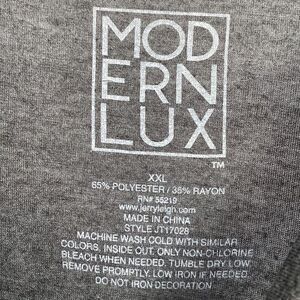 MOD
ERN
LUX
TM
XXL
65% POLYESTER / 35% RAYON
RN# 55219
www.jerryleigh.com
MADE IN CHINA
STYLE JT17028
MACHINE WASH COLD WITH SIMILAR
COLORS, INSIDE OUT. ONLY NON-CHLORINE
BLEACH WHEN NEEDED. TUMBLE DRY LOW.
REMOVE PROMPTLY. LOW IRON IF NEEDED.
DO NOT IRON DECORATION